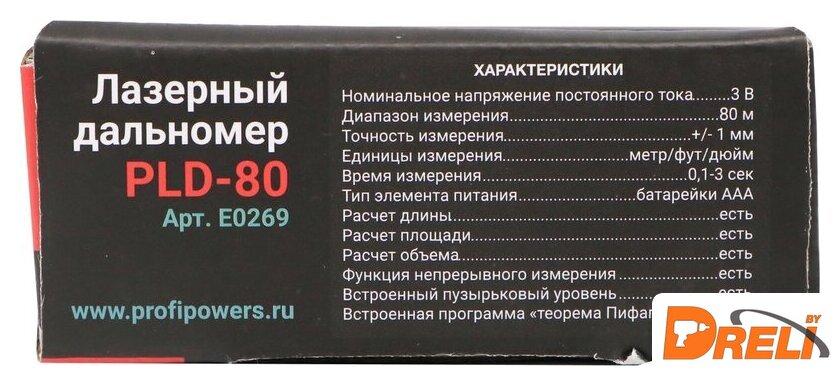 Лазерный
дальномер
PLD-80
Арт. E0269
www.profipowers.ru
ХАРАКТЕРИСТИКИ
Номинальное напряжение постоянного тока.........3 В
Диапазон измерения..........80 м
Точность измерения..........+/- 1 мм
Единицы измерения..........метр/фут/дюйм
Время измерения..........0,1-3 сек
Тип элемента питания..........батарейки ААА
Расчет длины..........есть
Расчет площади..........есть
Расчет объема..........есть
Функция непрерывного измерения..........есть
Встроенный пузырьковый уровень..........есть
Встроенная программа «теорема
DRELI BY